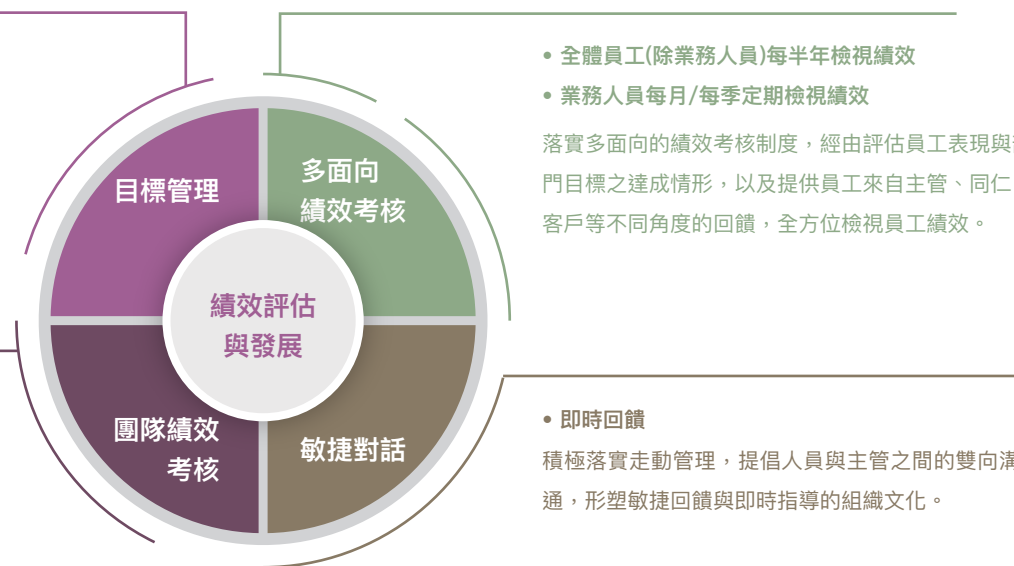 目標管理
多面向
績效考核
績效評估
與發展
團隊績效
考核
敏捷對話
• 全體員工(除業務人員)每半年檢視績效
• 業務人員每月/每季定期檢視績效
落實多面向的績效考核制度，經由評估員工表現與
門目標之達成情形，以及提供員工來自主管、同仁
客戶等不同角度的回饋，全方位檢視員工績效。
• 即時回饋
積極落實走動管理，提倡人員與主管之間的雙向溝
通，形塑敏捷回饋與即時指導的組織文化。